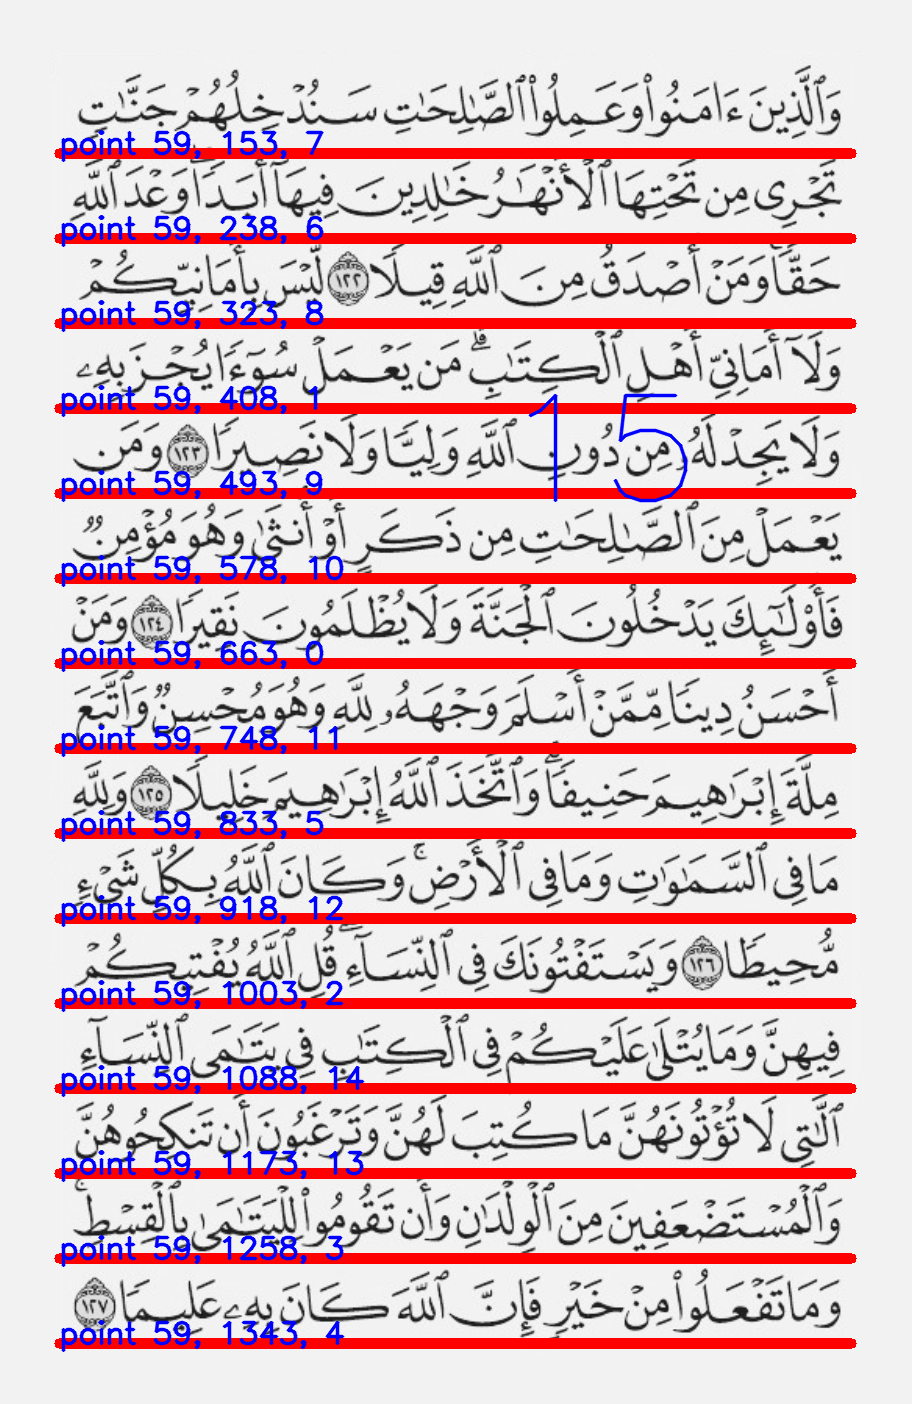 وَٱلَّذِينَ ءَامَنُوا۟ وَعَمِلُوا۟ ٱلصَّٰلِحَٰتِ سَنُدْخِلُهُمْ جَنَّٰتٍ
point 59, 153, 7
تَجْرِى مِن تَحْتِهَا ٱلْأَنْهَٰرُ خَٰلِدِينَ فِيهَآ أَبَدًا وَعْدَ ٱللَّهِ
point 59, 238, 6
حَقًّا وَمَنْ أَصْدَقُ مِنَ ٱللَّهِ قِيلًا ١٢٢ لَّيْسَ بِأَمَانِيِّكُمْ
point 59, 323, 8
وَلَآ أَمَانِىِّ أَهْلِ ٱلْكِتَٰبِ ۗ مَن يَعْمَلْ سُوٓءًا يُجْزَ بِهِۦ
point 59, 408, 1
وَلَا يَجِدْ لَهُۥ مِن دُونِ ٱللَّهِ وَلِيًّا وَلَا نَصِيرًا ١٢٣ وَمَن
15
point 59, 493, 9
يَعْمَلْ مِنَ ٱلصَّٰلِحَٰتِ مِن ذَكَرٍ أَوْ أُنثَىٰ وَهُوَ مُؤْمِنٌ
point 59, 578, 10
فَأُو۟لَٰٓئِكَ يَدْخُلُونَ ٱلْجَنَّةَ وَلَا يُظْلَمُونَ نَقِيرًا ١٢٤ وَمَنْ
point 59, 663, 0
أَحْسَنُ دِينًا مِّمَّنْ أَسْلَمَ وَجْهَهُۥ لِلَّهِ وَهُوَ مُحْسِنٌ وَٱتَّبَعَ
point 59, 748, 11
مِلَّةَ إِبْرَٰهِيمَ حَنِيفًا ۗ وَٱتَّخَذَ ٱللَّهُ إِبْرَٰهِيمَ خَلِيلًا ١٢٥ وَلِلَّهِ
point 59, 833, 5
مَا فِى ٱلسَّمَٰوَٰتِ وَمَا فِى ٱلْأَرْضِ ۚ وَكَانَ ٱللَّهُ بِكُلِّ شَىْءٍ
point 59, 918, 12
مُّحِيطًا ١٢٦ وَيَسْتَفْتُونَكَ فِى ٱلنِّسَآءِ ۖ قُلِ ٱللَّهُ يُفْتِيكُمْ
point 59, 1003, 2
فِيهِنَّ وَمَا يُتْلَىٰ عَلَيْكُمْ فِى ٱلْكِتَٰبِ فِى يَتَٰمَى ٱلنِّسَآءِ
point 59, 1088, 14
ٱلَّٰتِى لَا تُؤْتُونَهُنَّ مَا كُتِبَ لَهُنَّ وَتَرْغَبُونَ أَن تَنكِحُوهُنَّ
point 59, 1173, 13
وَٱلْمُسْتَضْعَفِينَ مِنَ ٱلْوِلْدَٰنِ وَأَن تَقُومُوا۟ لِلْيَتَٰمَىٰ بِٱلْقِسْطِ ۚ
point 59, 1258, 3
وَمَا تَفْعَلُوا۟ مِنْ خَيْرٍ فَإِنَّ ٱللَّهَ كَانَ بِهِۦ عَلِيمًا ١٢٧
point 59, 1343, 4